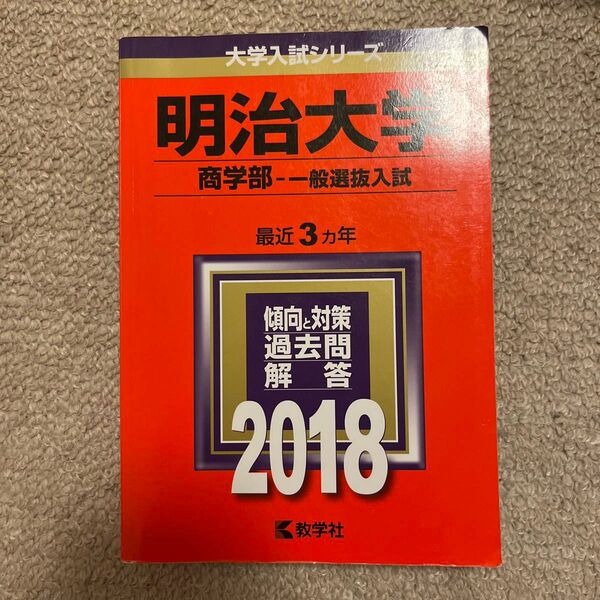 大学入試シリーズ
明治大学
商学部-一般選抜入試
最近3ヵ年
傾向と対策
過去問
解答
2018
教学社